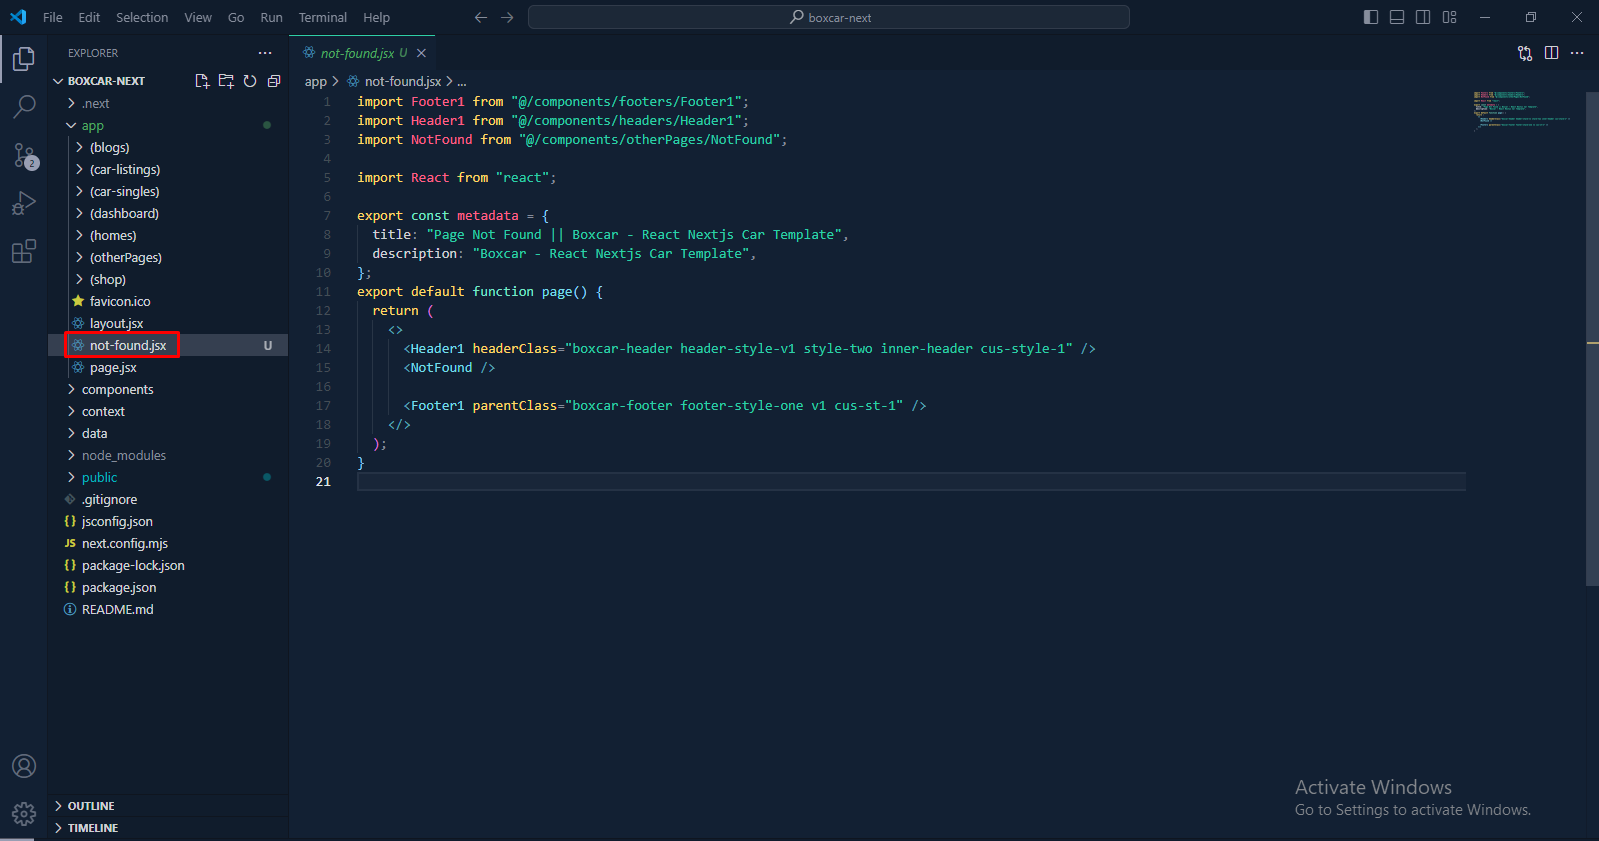 File Edit Selection View Go Run Terminal Help
boxcar-next
EXPLORER
BOXCAR-NEXT
.next
app
(blogs)
(car-listings)
(car-singles)
(dashboard)
(homes)
(otherPages)
(shop)
favicon.ico
layout.jsx
not-found.jsx U
page.jsx
components
context
data
node_modules
public
.gitignore
{} jsconfig.json
JS next.config.mjs
{} package-lock.json
{} package.json
README.md
OUTLINE
TIMELINE
2
not-found.jsx U
app > not-found.jsx > ...
1 import Footer1 from "@/components/footers/Footer1";
2 import Header1 from "@/components/headers/Header1";
3 import NotFound from "@/components/otherPages/NotFound";
4
5 import React from "react";
6
7 export const metadata = {
8 title: "Page Not Found || Boxcar - React Nextjs Car Template",
9 description: "Boxcar - React Nextjs Car Template",
10 };
11 export default function page() {
12 return (
13 <>
14 <Header1 headerClass="boxcar-header header-style-v1 style-two inner-header cus-style-1" />
15 <NotFound />
16
17 <Footer1 parentClass="boxcar-footer footer-style-one v1 cus-st-1" />
18 </>
19 );
20 }
21
Activate Windows
Go to Settings to activate Windows.